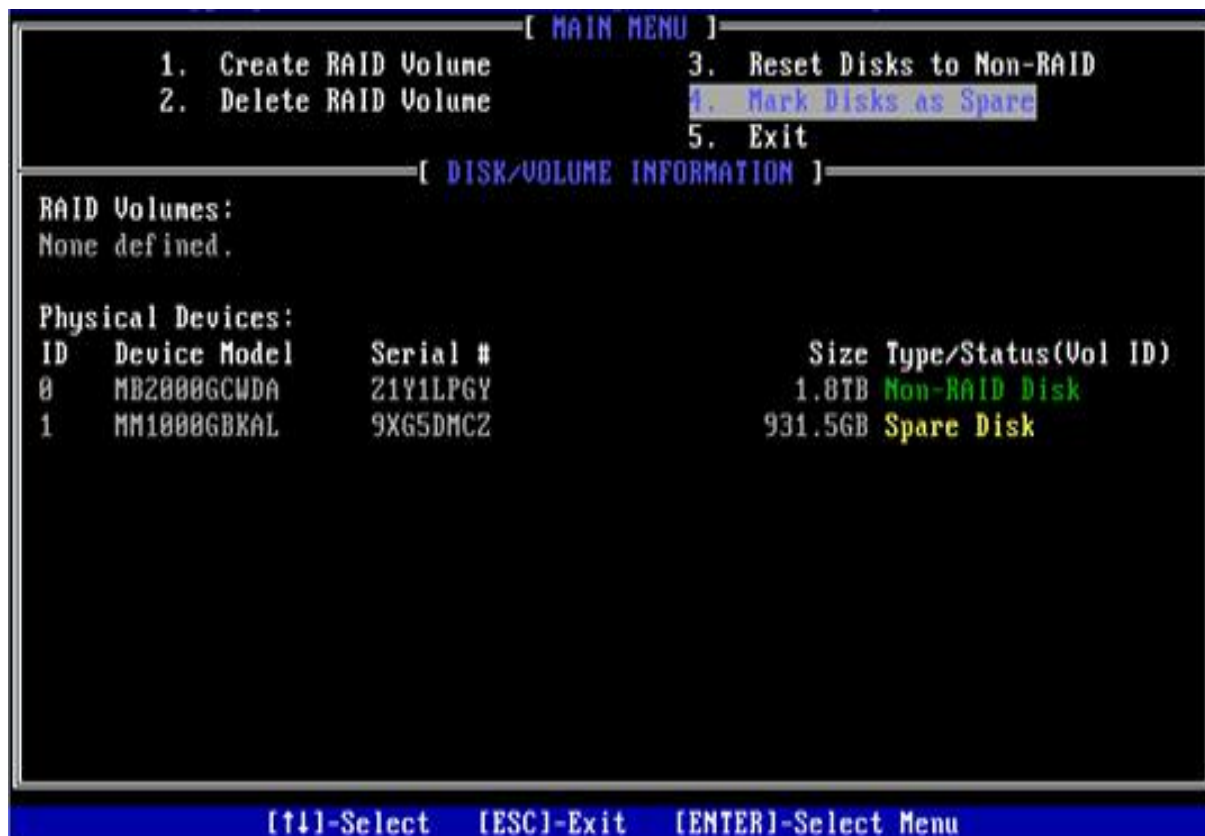 [ MAIN MENU ]
1. Create RAID Volume
2. Delete RAID Volume
3. Reset Disks to Non-RAID
4. Mark Disks as Spare
5. Exit
[ DISK/VOLUME INFORMATION ]
RAID Volumes:
None defined.
Physical Devices:
ID Device Model Serial # Size Type/Status(Vol ID)
0 MB2000GCWDA Z1Y1LPGY 1.8TB Non-RAID Disk
1 MM1000GBKAL 9XG5DMCZ 931.5GB Spare Disk
[↑↓]-Select [ESC]-Exit [ENTER]-Select Menu